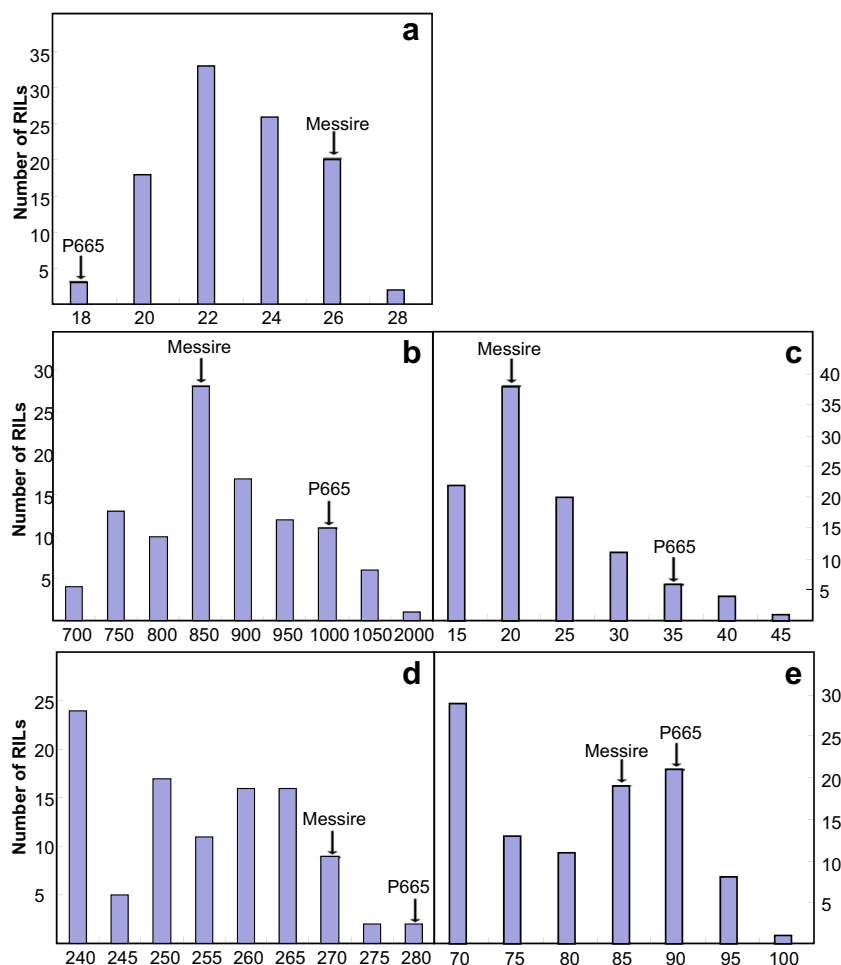 a
Number of RILs
35
30
25
20
15
10
5
P665
Messire
18 20 22 24 26 28
b
Number of RILs
30
25
20
15
10
5
Messire
P665
700 750 800 850 900 950 1000 1050 2000
c
Messire
P665
40
35
30
25
20
15
10
5
15 20 25 30 35 40 45
d
Number of RILs
25
20
15
10
5
Messire
P665
240 245 250 255 260 265 270 275 280
e
Messire
P665
30
25
20
15
10
5
70 75 80 85 90 95 100